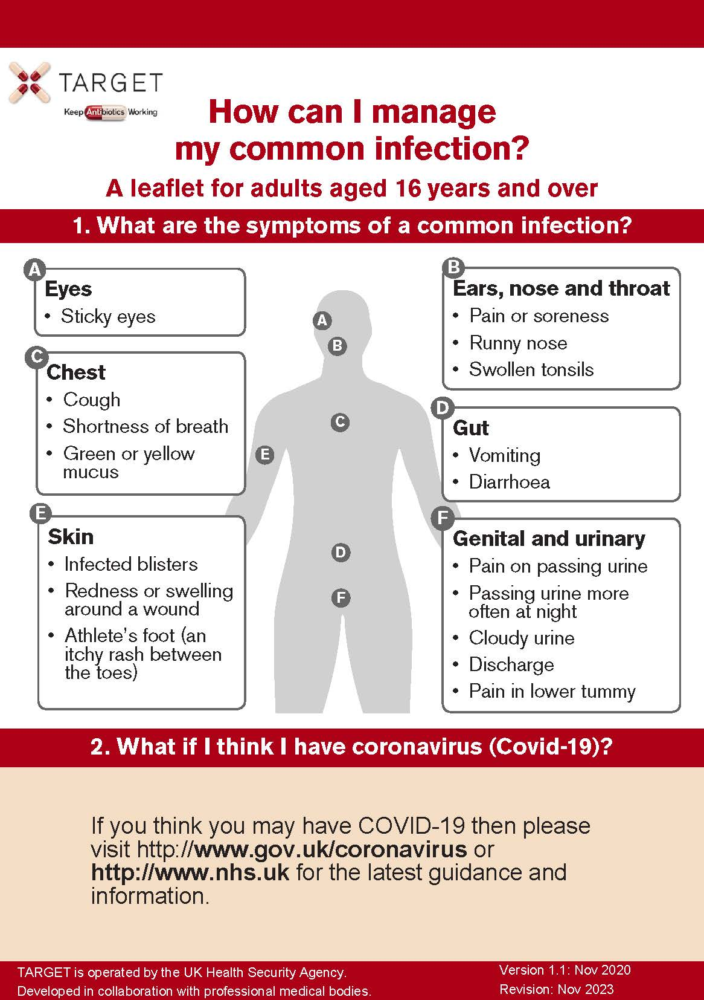 TARGET
Keep Antibiotics Working
How can I manage
my common infection?
A leaflet for adults aged 16 years and over
1. What are the symptoms of a common infection?
A
Eyes
• Sticky eyes
B
Ears, nose and throat
• Pain or soreness
• Runny nose
• Swollen tonsils
C
Chest
• Cough
• Shortness of breath
• Green or yellow
mucus
D
Gut
• Vomiting
• Diarrhoea
E
Skin
• Infected blisters
• Redness or swelling
around a wound
• Athlete's foot (an
itchy rash between
the toes)
F
Genital and urinary
• Pain on passing urine
• Passing urine more
often at night
• Cloudy urine
• Discharge
• Pain in lower tummy
A
B
C
E
D
F
2. What if I think I have coronavirus (Covid-19)?
If you think you may have COVID-19 then please
visit http://www.gov.uk/coronavirus or
http://www.nhs.uk for the latest guidance and
information.
TARGET is operated by the UK Health Security Agency.
Developed in collaboration with professional medical bodies.
Version 1.1: Nov 2020
Revision: Nov 2023